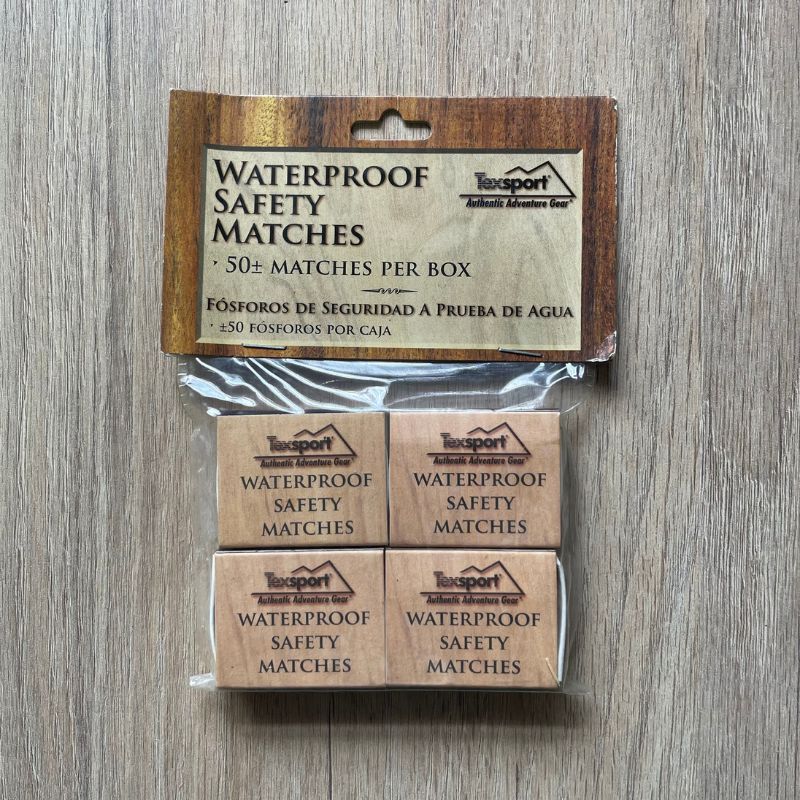 WATERPROOF
SAFETY
MATCHES
Texsport®
Authentic Adventure Gear®
• 50± MATCHES PER BOX
FÓSFOROS DE SEGURIDAD A PRUEBA DE AGUA
• ±50 FÓSFOROS POR CAJA
Texsport®
Authentic Adventure Gear®
WATERPROOF
SAFETY
MATCHES
Texsport®
Authentic Adventure Gear®
WATERPROOF
SAFETY
MATCHES
Texsport®
Authentic Adventure Gear®
WATERPROOF
SAFETY
MATCHES
Texsport®
Authentic Adventure Gear®
WATERPROOF
SAFETY
MATCHES